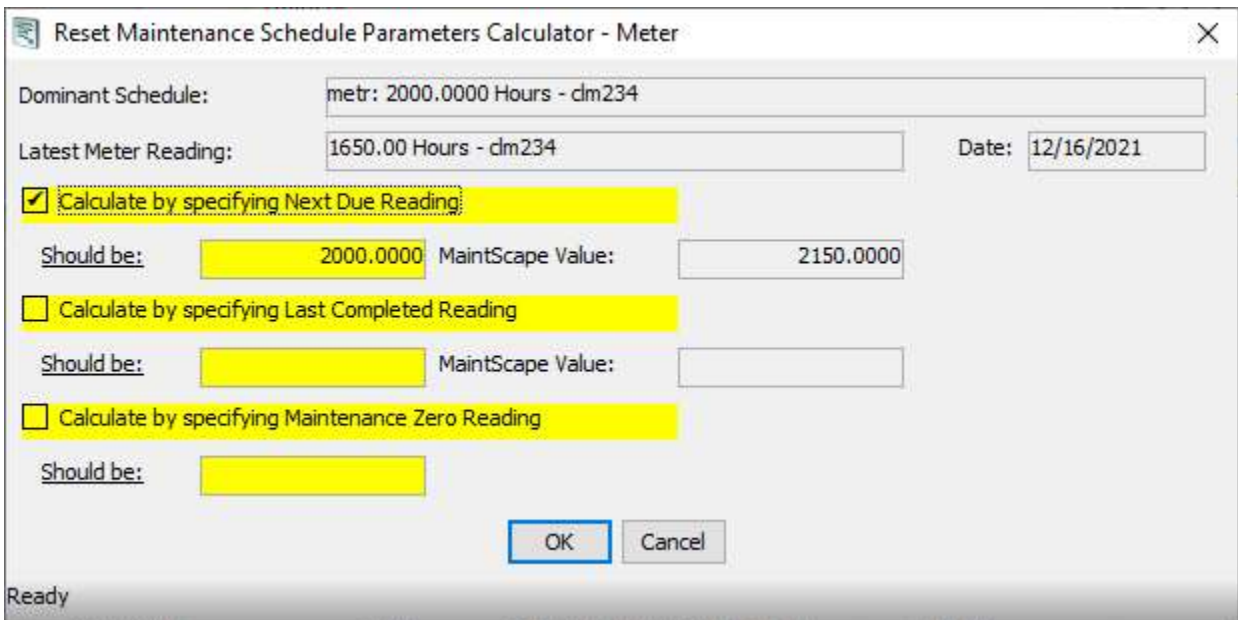 Reset Maintenance Schedule Parameters Calculator - Meter
Dominant Schedule: metr: 2000.0000 Hours - clm234
Latest Meter Reading: 1650.00 Hours - clm234 Date: 12/16/2021
Calculate by specifying Next Due Reading
Should be: 2000.0000 MaintScape Value: 2150.0000
Calculate by specifying Last Completed Reading
Should be: MaintScape Value:
Calculate by specifying Maintenance Zero Reading
Should be:
OK Cancel
Ready